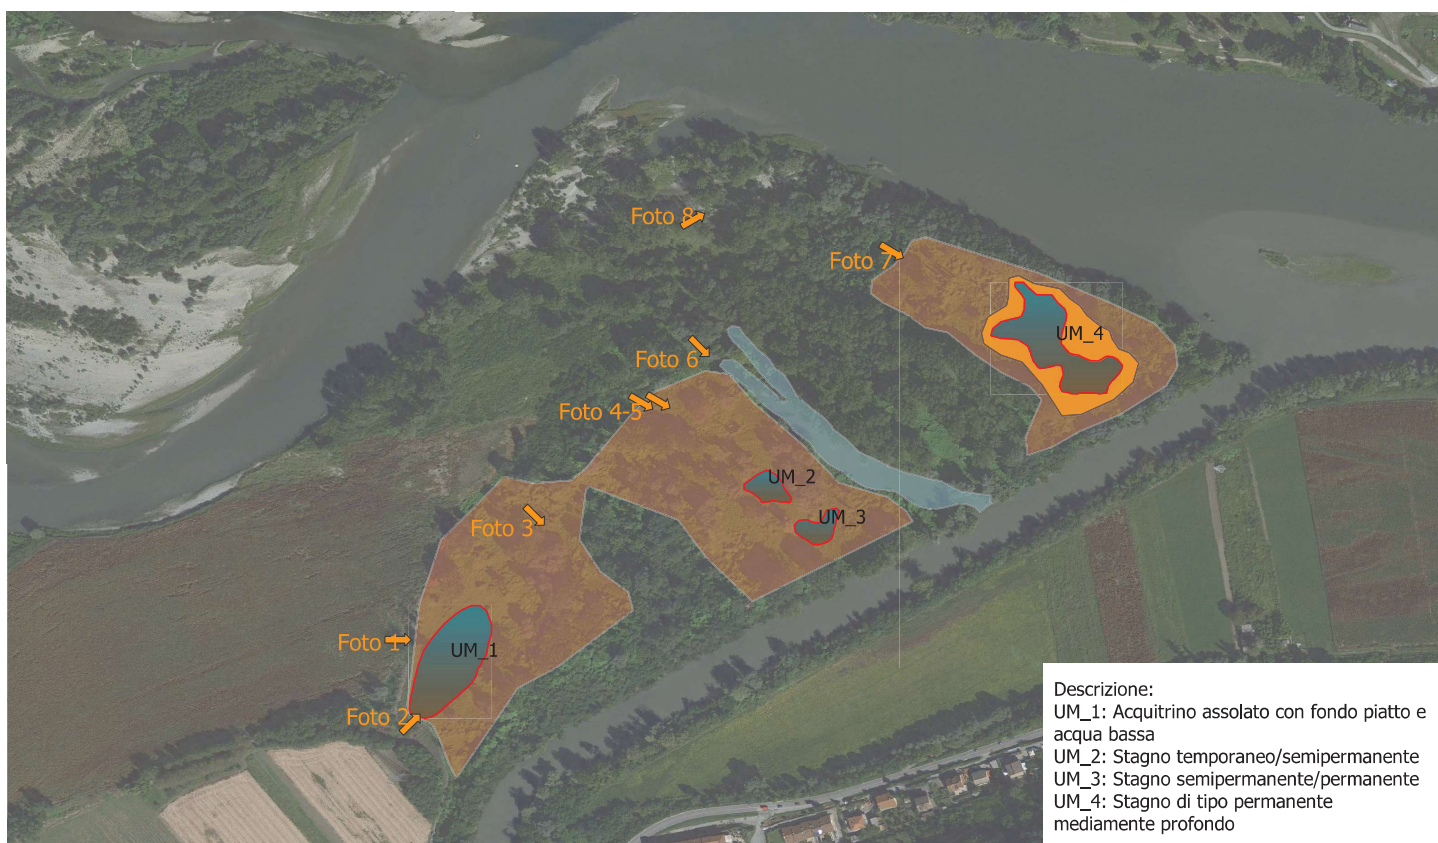 Foto 8
Foto 7
UM_4
Foto 6
Foto 4-5
UM_2
UM_3
Foto 3
Foto 1
UM_1
Foto 2
Descrizione:
UM_1: Acquitrino assolato con fondo piatto e
acqua bassa
UM_2: Stagno temporaneo/semipermanente
UM_3: Stagno semipermanente/permanente
UM_4: Stagno di tipo permanente
mediamente profondo